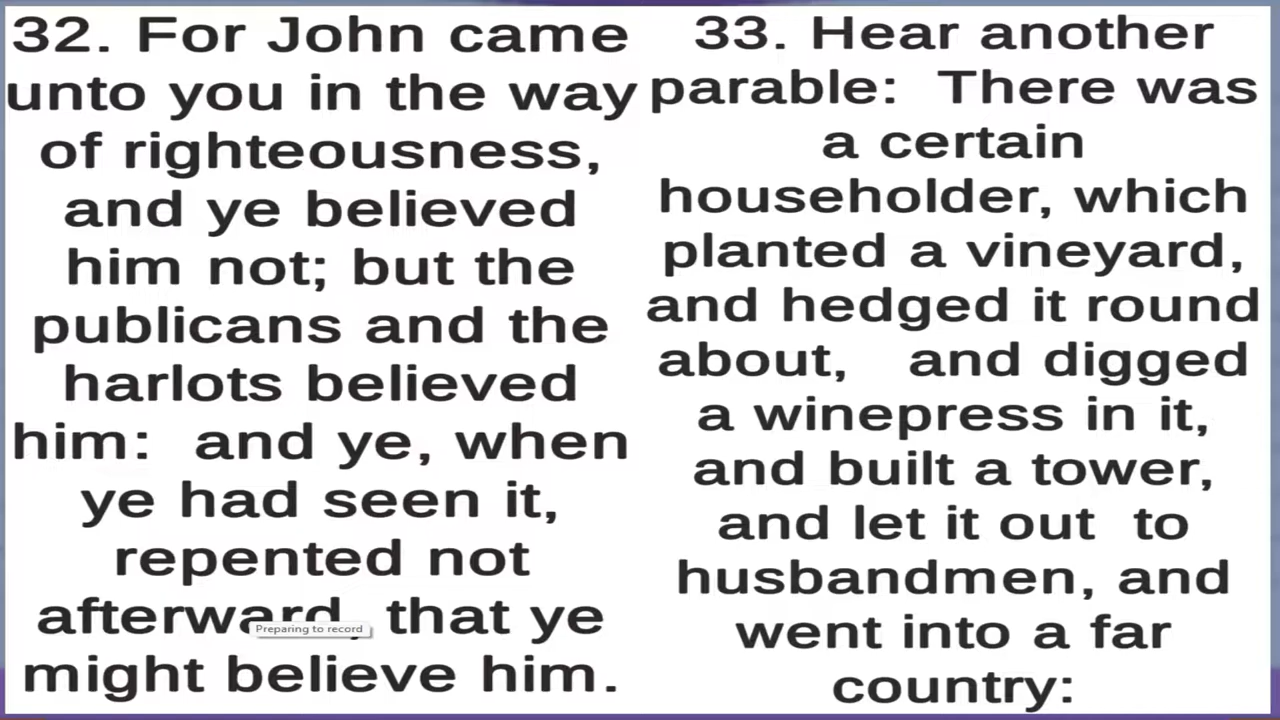 32. For John came
unto you in the way
of righteousness,
and ye believed
him not; but the
publicans and the
harlots believed
him: and ye, when
ye had seen it,
repented not
afterward, that ye
might believe him.
Preparing to record
33. Hear another
parable: There was
a certain
householder, which
planted a vineyard,
and hedged it round
about, and digged
a winepress in it,
and built a tower,
and let it out to
husbandmen, and
went into a far
country: